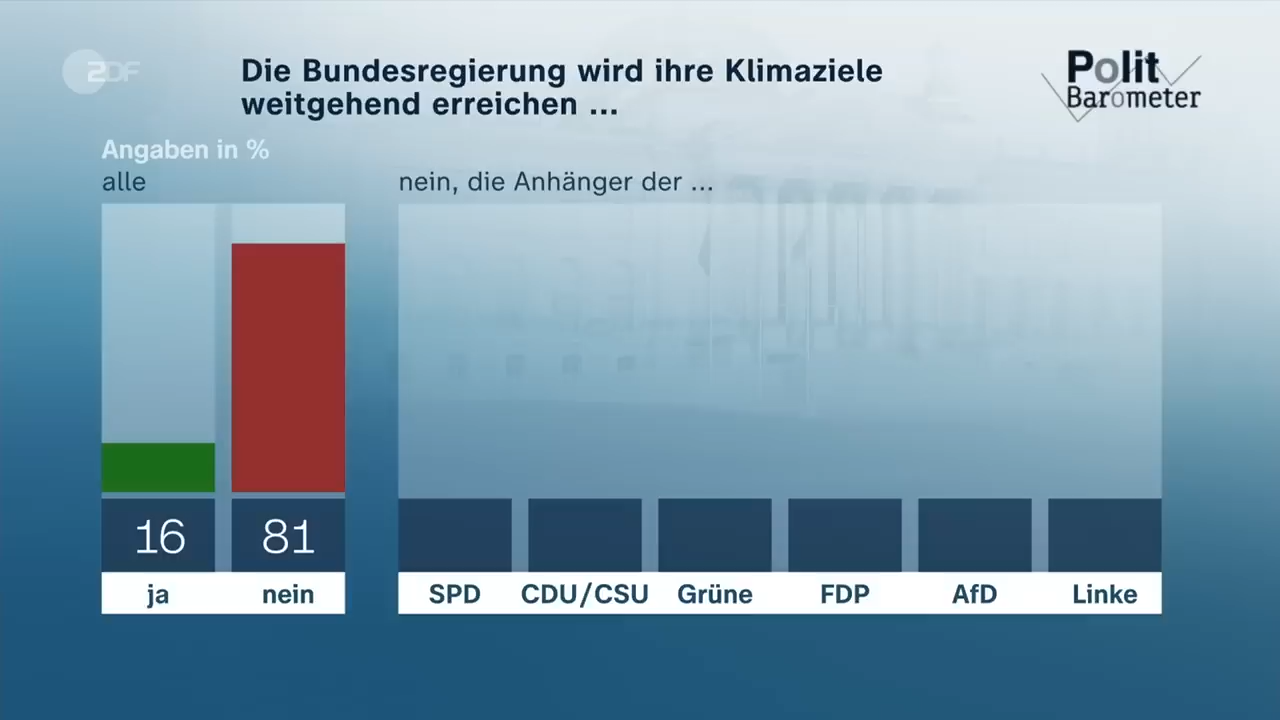 ZDF
Die Bundesregierung wird ihre Klimaziele
weitgehend erreichen ...
Polit
Barometer
Angaben in %
alle
nein, die Anhänger der ...
16
81
ja
nein
SPD
CDU/CSU
Grüne
FDP
AfD
Linke